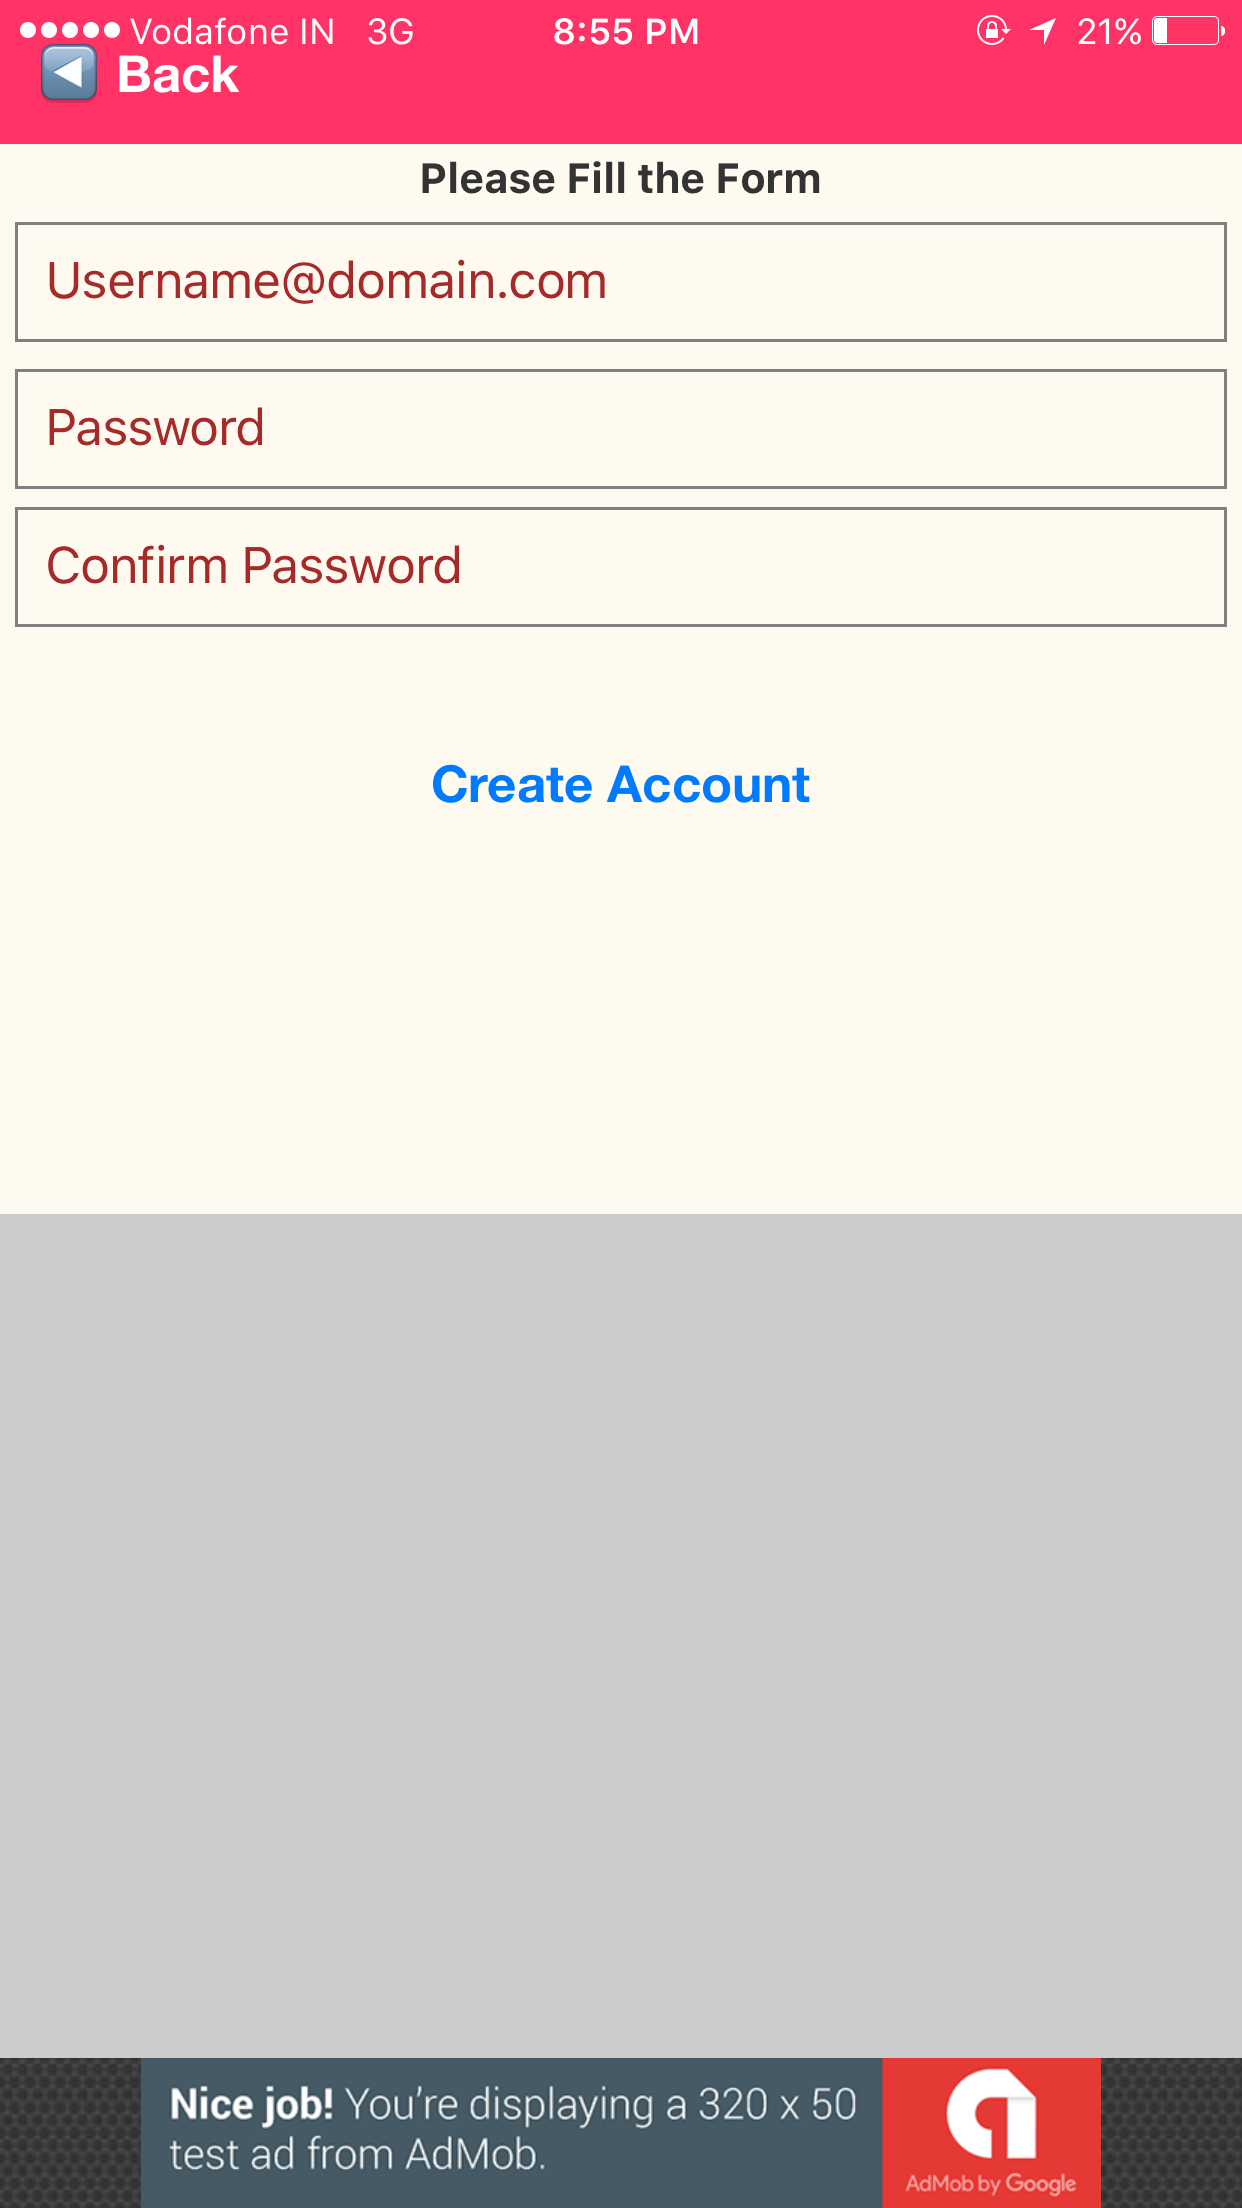 Vodafone IN 3G 8:55 PM 21%
Back
Please Fill the Form
Username@domain.com
Password
Confirm Password
Create Account
Nice job! You're displaying a 320 x 50
test ad from AdMob.
AdMob by Google